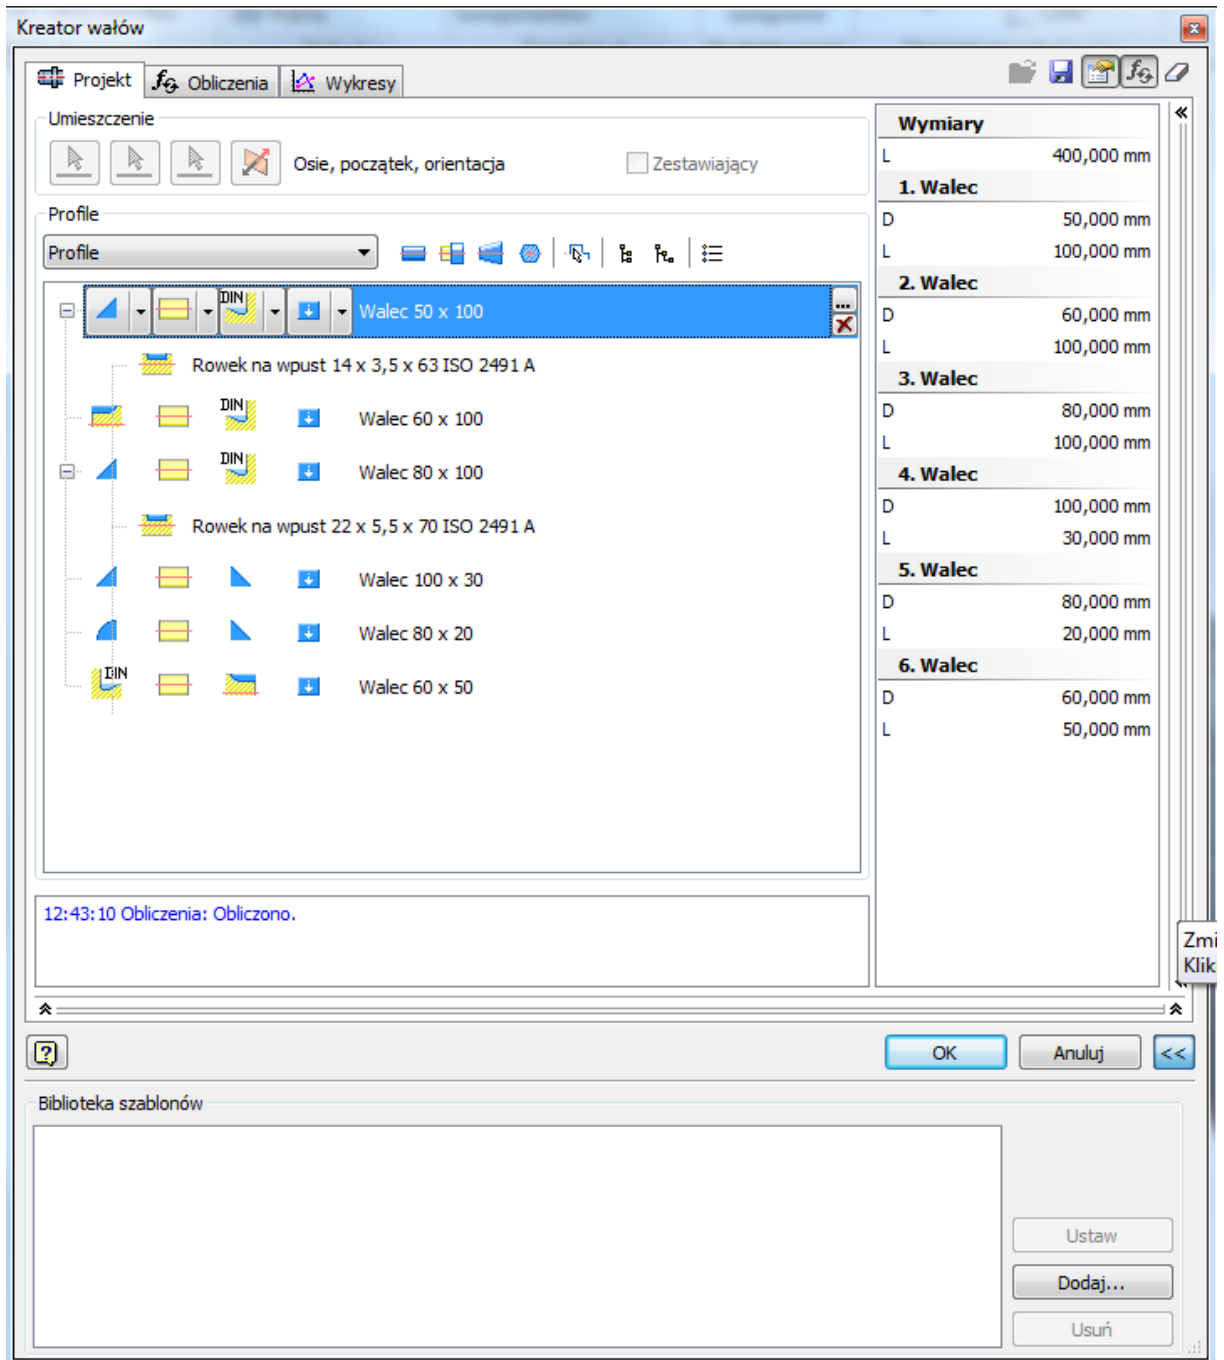 Kreator wałów
Projekt
Obliczenia
Wykresy
Umieszczenie
Osie, początek, orientacja
Zestawiający
Profile
Profile
DIN
Walec 50 x 100
Rowek na wpust 14 x 3,5 x 63 ISO 2491 A
DIN
Walec 60 x 100
DIN
Walec 80 x 100
Rowek na wpust 22 x 5,5 x 70 ISO 2491 A
Walec 100 x 30
Walec 80 x 20
DIN
Walec 60 x 50
12:43:10 Obliczenia: Obliczono.
Wymiary
L 400,000 mm
1. Walec
D 50,000 mm
L 100,000 mm
2. Walec
D 60,000 mm
L 100,000 mm
3. Walec
D 80,000 mm
L 100,000 mm
4. Walec
D 100,000 mm
L 30,000 mm
5. Walec
D 80,000 mm
L 20,000 mm
6. Walec
D 60,000 mm
L 50,000 mm
Zmi
Klik
OK
Anuluj
<<
Biblioteka szablonów
Ustaw
Dodaj...
Usuń